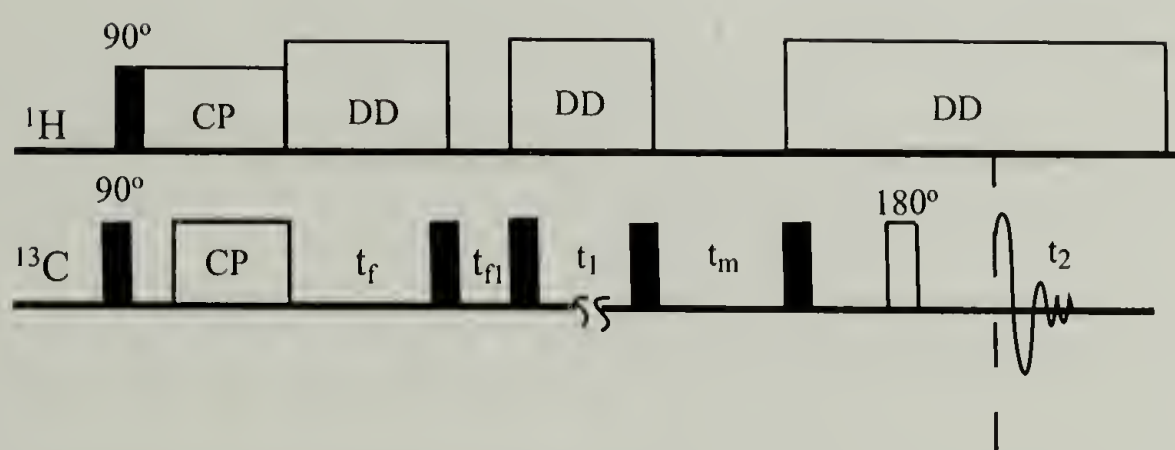 90º
¹H CP DD DD DD
90º 180º
¹³C CP t_f t_f1 t_1 t_m t_2